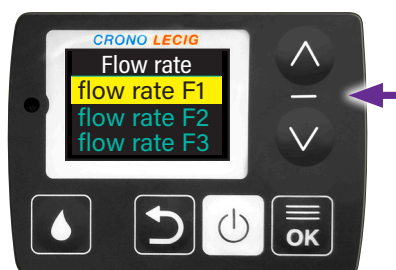 CRONO LECIG
Flow rate
flow rate F1
flow rate F2
flow rate F3
OK